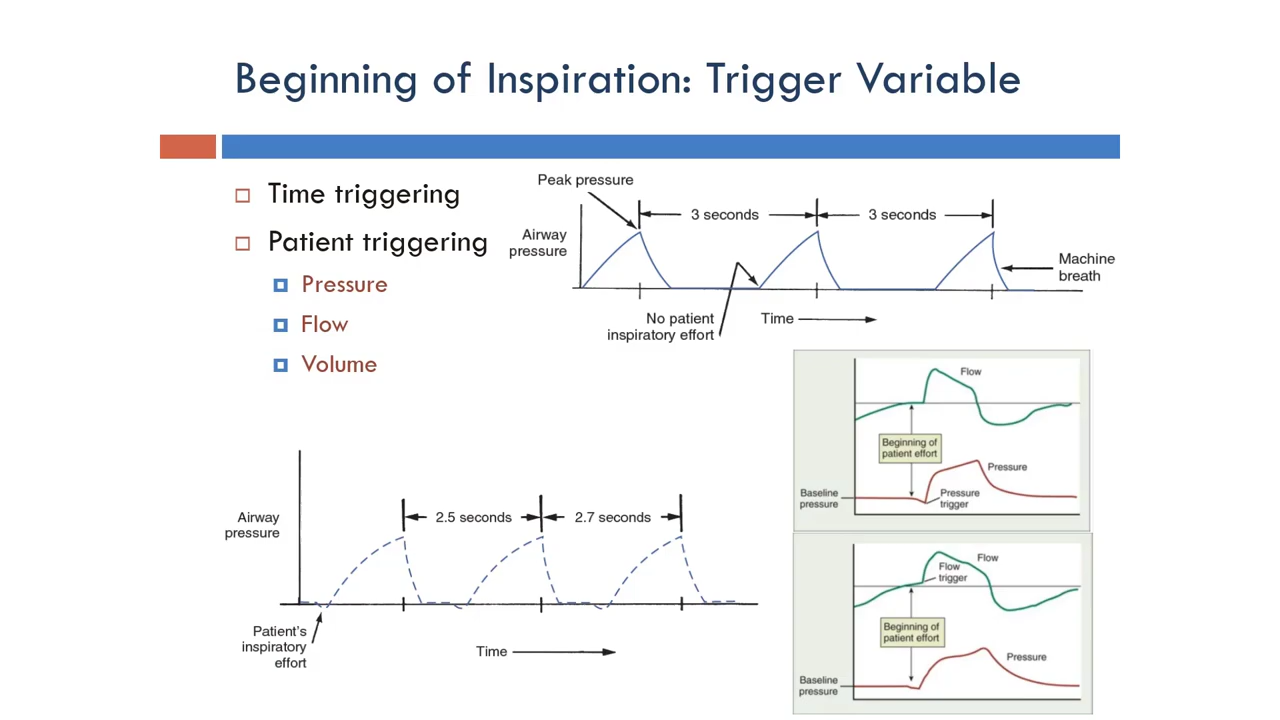 Beginning of Inspiration: Trigger Variable
Time triggering
Patient triggering
Pressure
Flow
Volume
Peak pressure
3 seconds
3 seconds
Airway
pressure
Machine
breath
No patient
inspiratory effort
Time
Flow
Beginning of
patient effort
Pressure
Baseline
pressure
Pressure
trigger
Airway
pressure
2.5 seconds
2.7 seconds
Patient's
inspiratory
effort
Time
Flow
Flow
trigger
Beginning of
patient effort
Pressure
Baseline
pressure